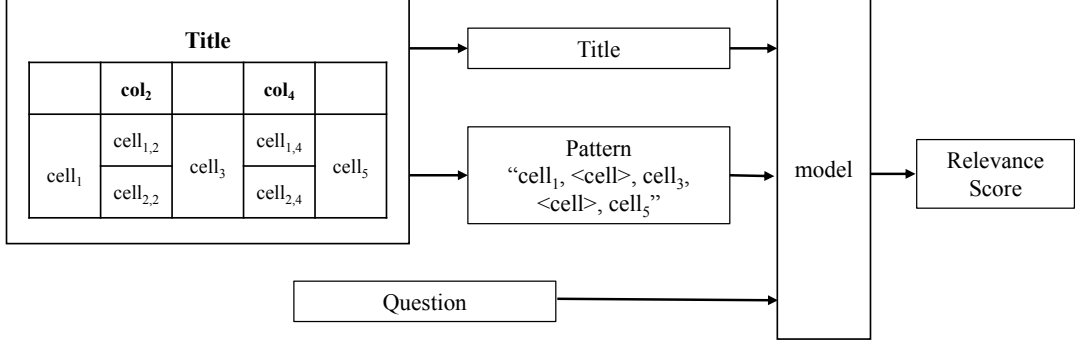 Title
col₂ col₄
cell₁ cell₁,₂ cell₃ cell₁,₄ cell₅
cell₂,₂ cell₂,₄
Title
Pattern
“cell₁, <cell>, cell₃,
<cell>, cell₅”
Question
model
Relevance
Score